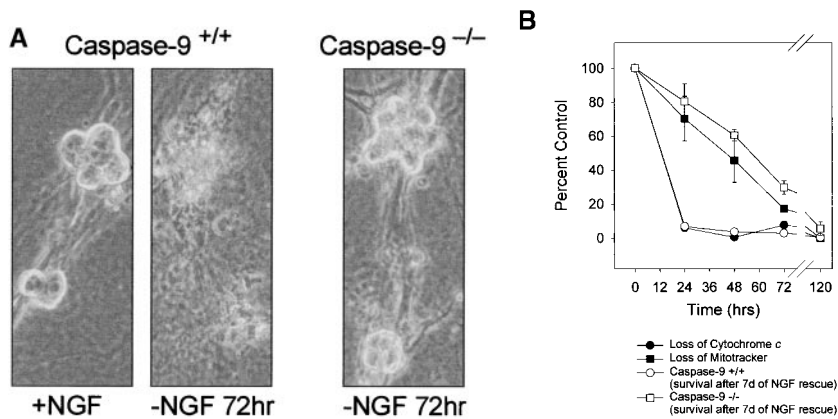 A
Caspase-9 +/+
Caspase-9 –/–
+NGF
-NGF 72hr
-NGF 72hr
B
Percent Control
100
80
60
40
20
0
0 12 24 36 48 60 72 120
Time (hrs)
Loss of Cytochrome c
Loss of Mitotracker
Caspase-9 +/+
(survival after 7d of NGF rescue)
Caspase-9 -/-
(survival after 7d of NGF rescue)